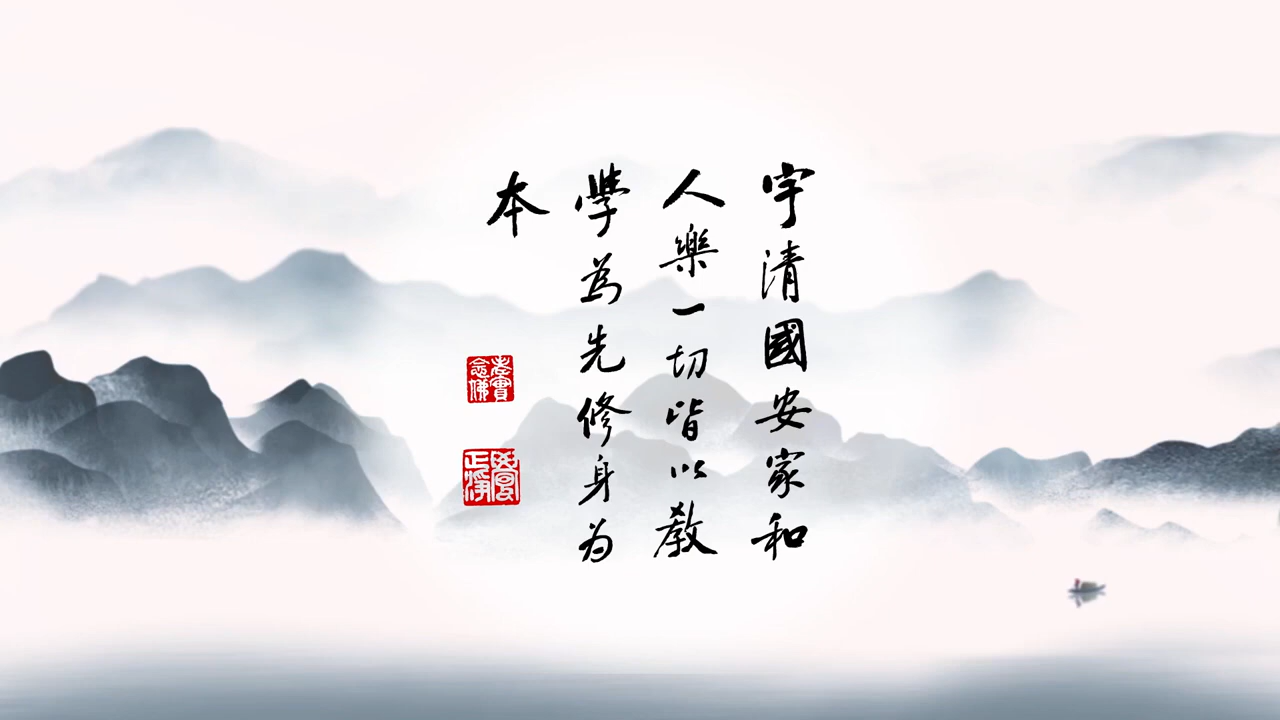 宇清國安家和
人樂一切皆以教
學為先修身为
本